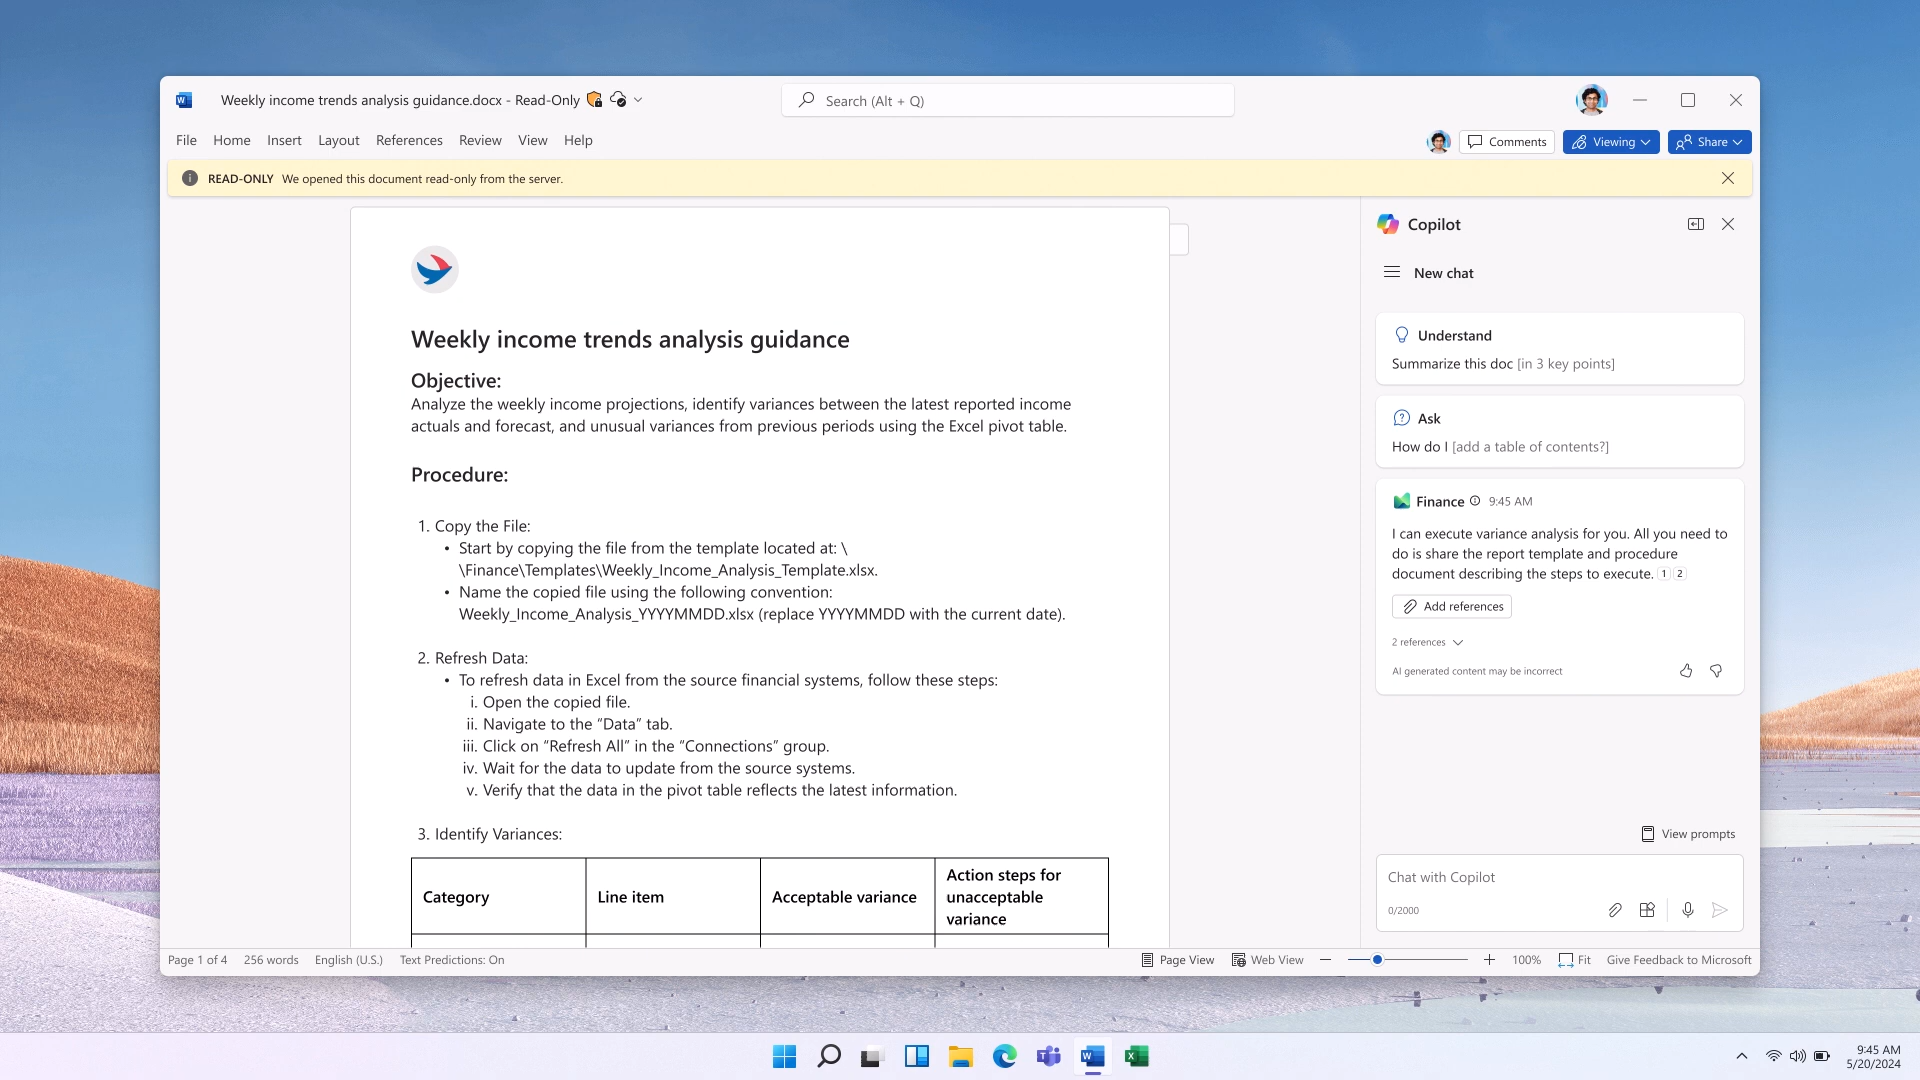 Weekly income trends analysis guidance.docx - Read-Only
Search (Alt + Q)
File Home Insert Layout References Review View Help
Comments Viewing Share
READ-ONLY We opened this document read-only from the server.
Weekly income trends analysis guidance
Objective:
Analyze the weekly income projections, identify variances between the latest reported income
actuals and forecast, and unusual variances from previous periods using the Excel pivot table.
Procedure:
1. Copy the File:
• Start by copying the file from the template located at: \
\Finance\Templates\Weekly_Income_Analysis_Template.xlsx.
• Name the copied file using the following convention:
Weekly_Income_Analysis_YYYYMMDD.xlsx (replace YYYYMMDD with the current date).
2. Refresh Data:
• To refresh data in Excel from the source financial systems, follow these steps:
i. Open the copied file.
ii. Navigate to the “Data” tab.
iii. Click on “Refresh All” in the “Connections” group.
iv. Wait for the data to update from the source systems.
v. Verify that the data in the pivot table reflects the latest information.
3. Identify Variances:
Category
Line item
Acceptable variance
Action steps for
unacceptable
variance
Copilot
New chat
Understand
Summarize this doc [in 3 key points]
Ask
How do I [add a table of contents?]
Finance 9:45 AM
I can execute variance analysis for you. All you need to
do is share the report template and procedure
document describing the steps to execute. 1 2
Add references
2 references
AI generated content may be incorrect
View prompts
Chat with Copilot
0/2000
Page 1 of 4 256 words English (U.S.) Text Predictions: On
Page View Web View 100% Fit Give Feedback to Microsoft
9:45 AM
5/20/2024